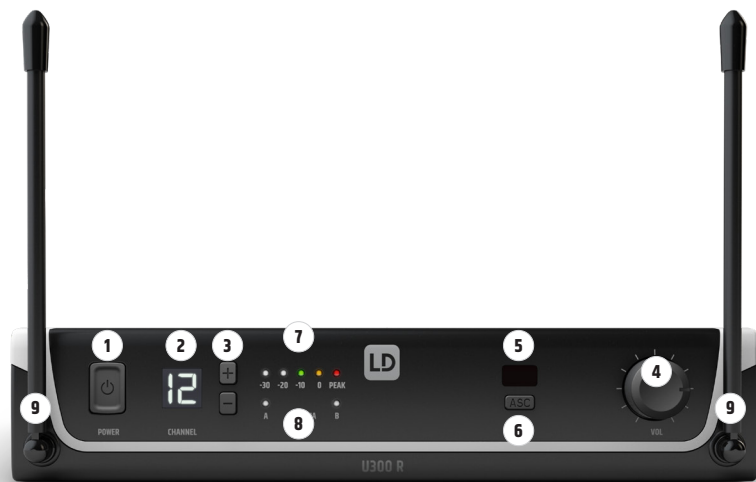 1
2
3
7
5
4
LD
12
+
-30 -20 -10 0 PEAK
ASC
−
9
A
8
A
B
6
9
POWER
CHANNEL
VOL
U300 R